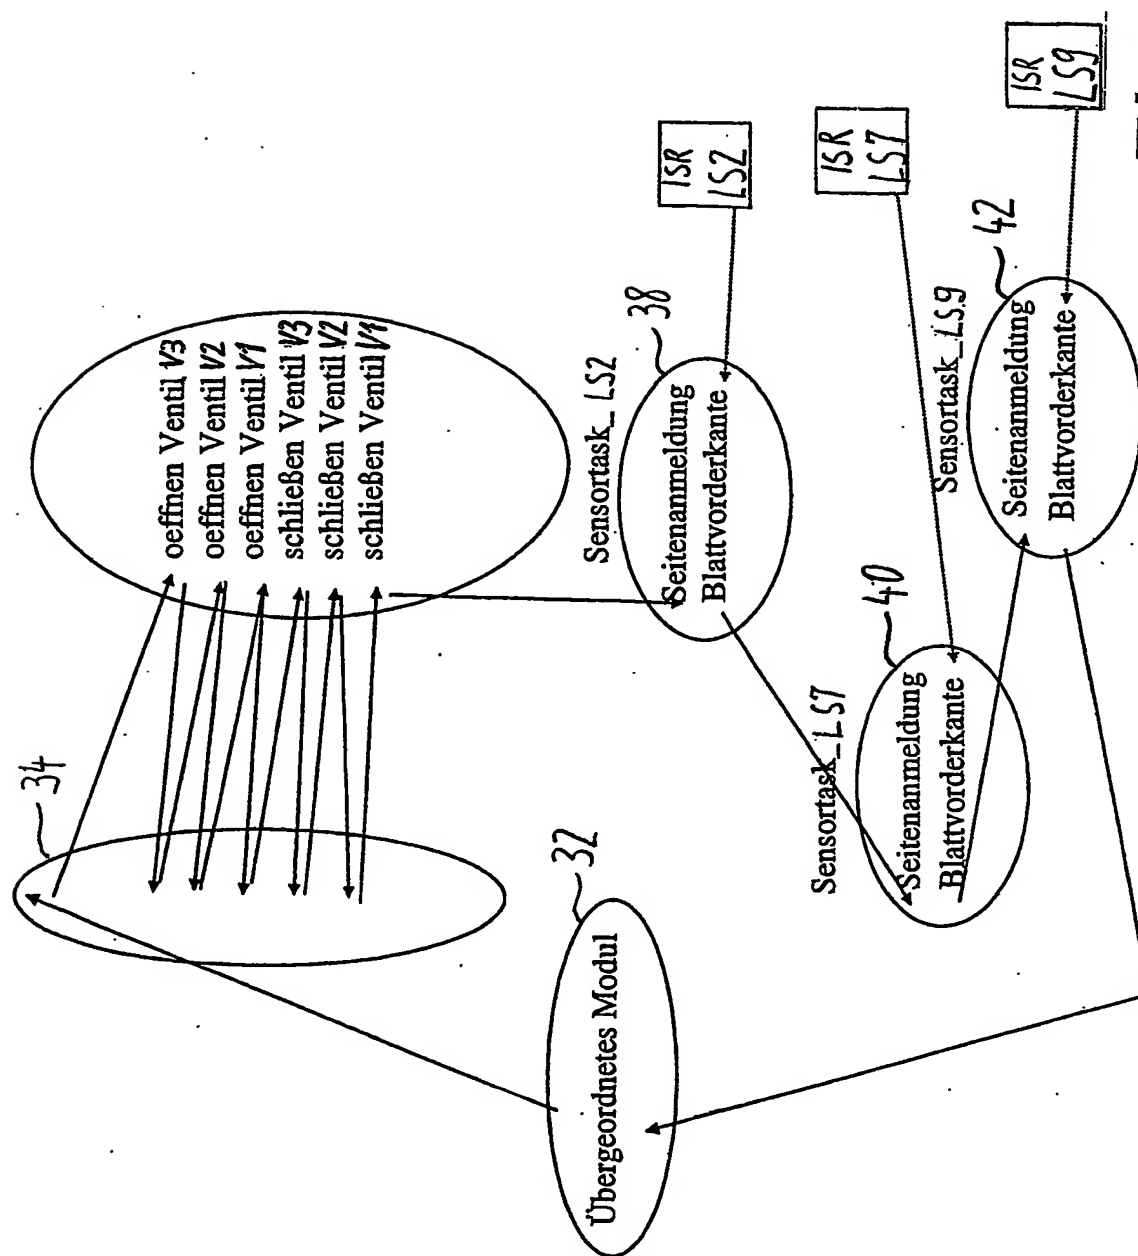 34
oeffnen Ventil V3
oeffnen Ventil V2
oeffnen Ventil V1
schließen Ventil V3
schließen Ventil V2
schließen Ventil V1
Übergeordnetes Modul
32
Sensortask_LS2
38
Seitenanmeldung
Blattvorderkante
ISR
LS2
Sensortask_LS7
40
Seitenanmeldung
Blattvorderkante
ISR
LS7
Sensortask_LS9
42
Seitenanmeldung
Blattvorderkante
ISR
LS9